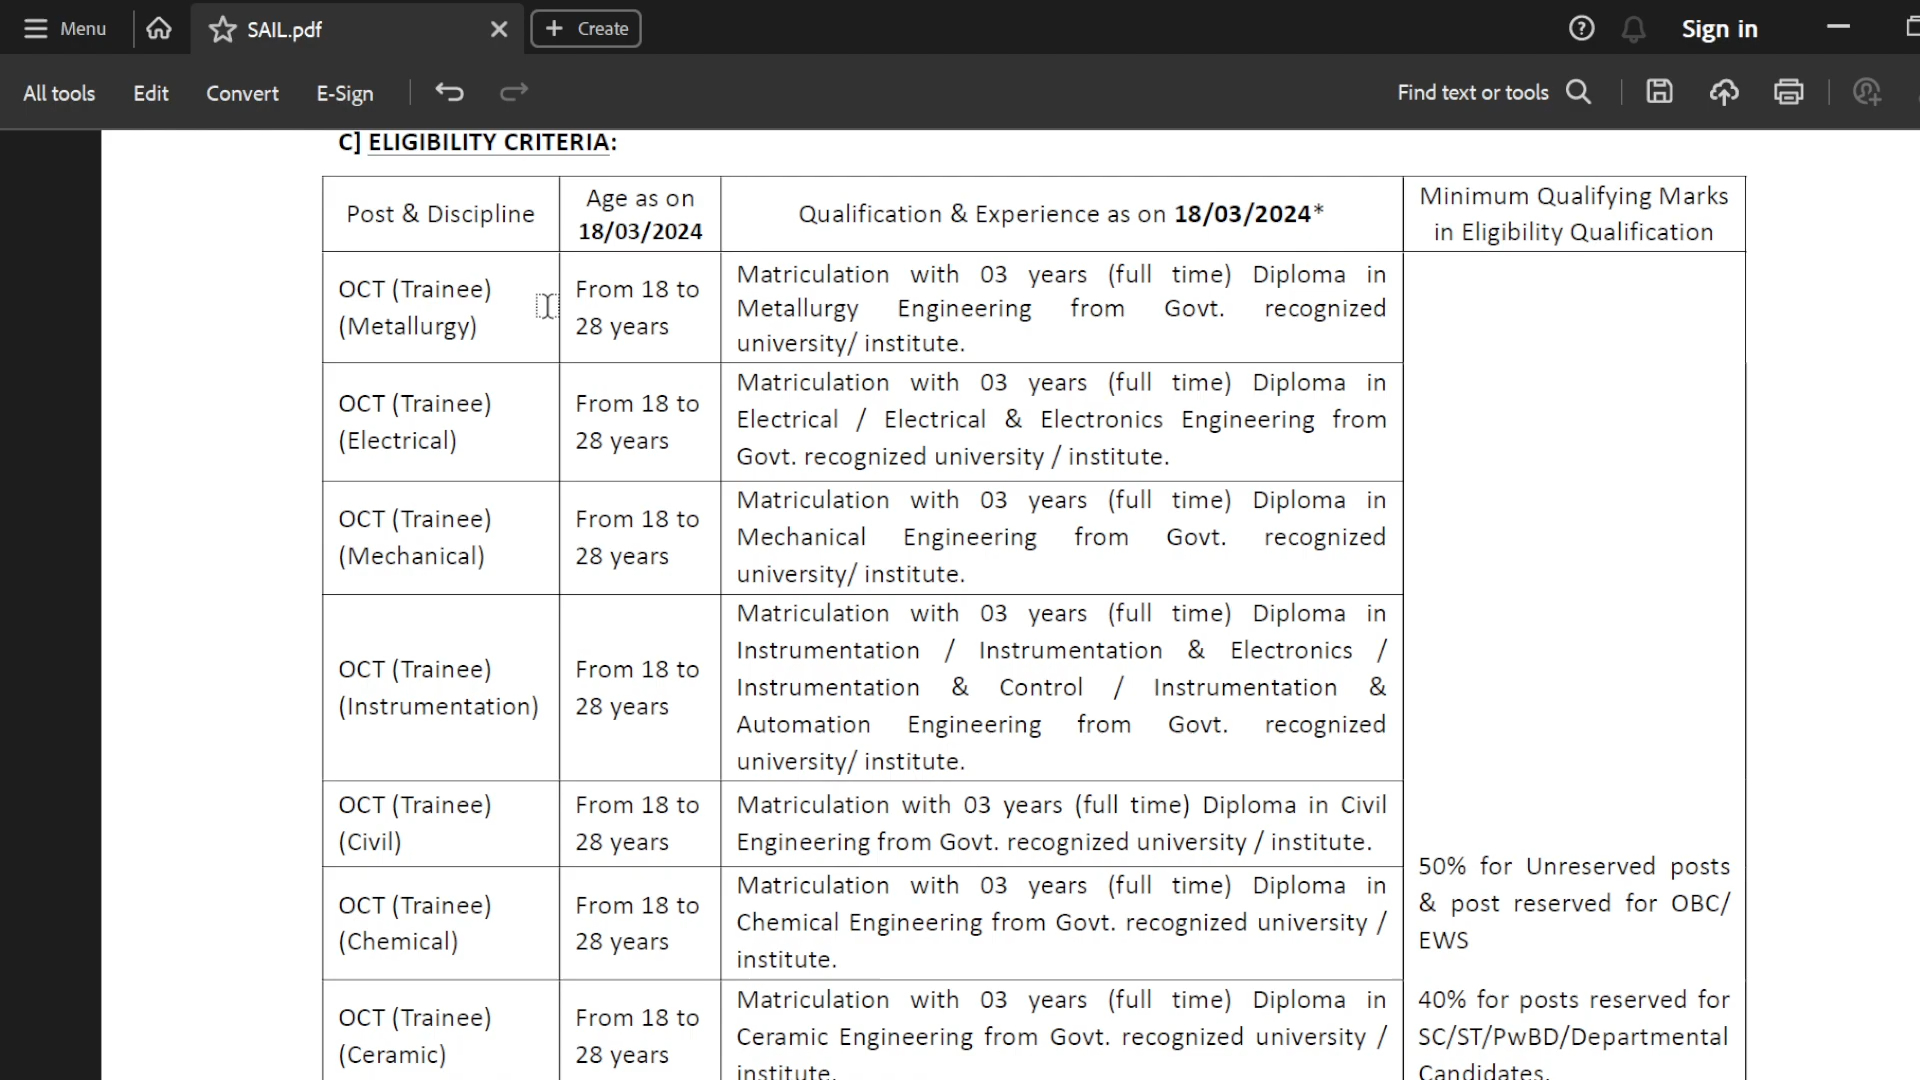 Menu
SAIL.pdf
Create
Sign in
All tools
Edit
Convert
E-Sign
Find text or tools
C] ELIGIBILITY CRITERIA:
Post & Discipline
Age as on
18/03/2024
Qualification & Experience as on 18/03/2024*
Minimum Qualifying Marks
in Eligibility Qualification
OCT (Trainee)
(Metallurgy)
From 18 to
28 years
Matriculation with 03 years (full time) Diploma in
Metallurgy Engineering from Govt. recognized
university/ institute.
OCT (Trainee)
(Electrical)
From 18 to
28 years
Matriculation with 03 years (full time) Diploma in
Electrical / Electrical & Electronics Engineering from
Govt. recognized university / institute.
OCT (Trainee)
(Mechanical)
From 18 to
28 years
Matriculation with 03 years (full time) Diploma in
Mechanical Engineering from Govt. recognized
university/ institute.
OCT (Trainee)
(Instrumentation)
From 18 to
28 years
Matriculation with 03 years (full time) Diploma in
Instrumentation / Instrumentation & Electronics /
Instrumentation & Control / Instrumentation &
Automation Engineering from Govt. recognized
university/ institute.
OCT (Trainee)
(Civil)
From 18 to
28 years
Matriculation with 03 years (full time) Diploma in Civil
Engineering from Govt. recognized university / institute.
OCT (Trainee)
(Chemical)
From 18 to
28 years
Matriculation with 03 years (full time) Diploma in
Chemical Engineering from Govt. recognized university /
institute.
OCT (Trainee)
(Ceramic)
From 18 to
28 years
Matriculation with 03 years (full time) Diploma in
Ceramic Engineering from Govt. recognized university /
institute.
50% for Unreserved posts
& post reserved for OBC/
EWS
40% for posts reserved for
SC/ST/PwBD/Departmental
Candidates.